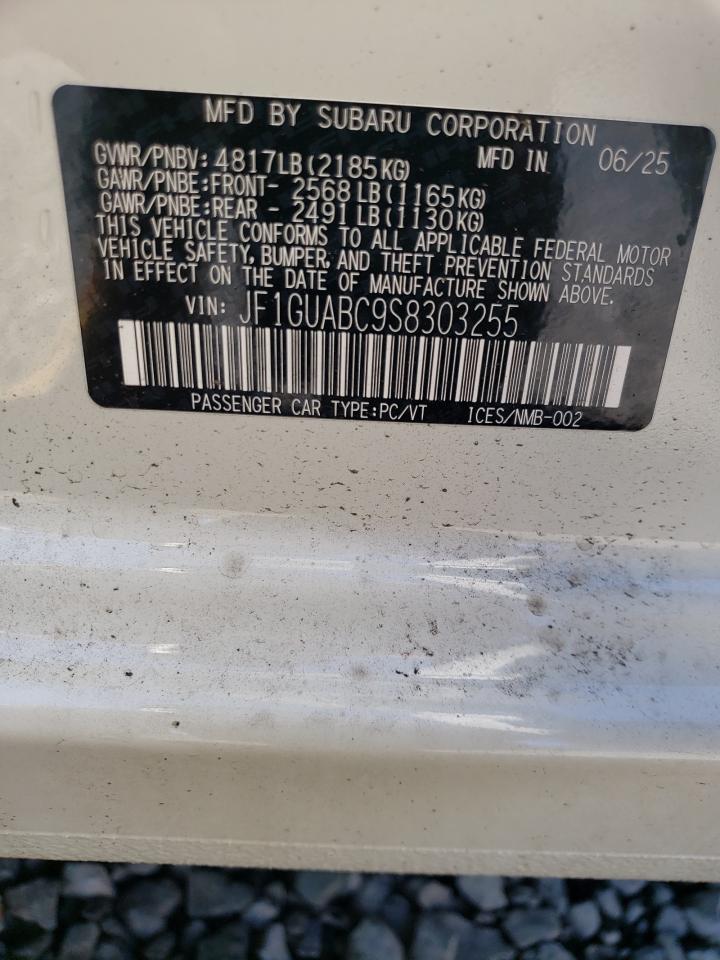 MFD BY SUBARU CORPORATION
GVWR/PNBV: 4817LB(2185KG) MFD IN 06/25
GAWR/PNBE:FRONT- 2568LB(1165KG)
GAWR/PNBE:REAR - 2491LB(1130KG)
THIS VEHICLE CONFORMS TO ALL APPLICABLE FEDERAL MOTOR
VEHICLE SAFETY, BUMPER, AND THEFT PREVENTION STANDARDS
IN EFFECT ON THE DATE OF MANUFACTURE SHOWN ABOVE.
VIN: JF1GUABC9S8303255
PASSENGER CAR TYPE:PC/VT ICES/NMB-002